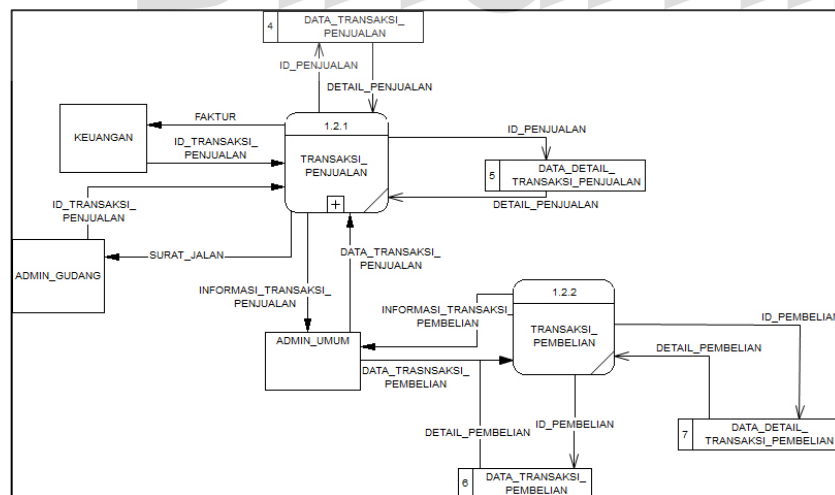 4
DATA_TRANSAKSI_
PENJUALAN
ID_PENJUALAN
DETAIL_PENJUALAN
FAKTUR
KEUANGAN
ID_TRANSAKSI_
PENJUALAN
1.2.1
TRANSAKSI_
PENJUALAN
+
ID_PENJUALAN
5
DATA_DETAIL_
TRANSAKSI_PENJUALAN
DETAIL_PENJUALAN
ID_TRANSAKSI_
PENJUALAN
ADMIN_GUDANG
SURAT_JALAN
DATA_TRANSAKSI_
PENJUALAN
INFORMASI_TRANSAKSI_
PENJUALAN
INFORMASI_TRANSAKSI_
PEMBELIAN
1.2.2
TRANSAKSI_
PEMBELIAN
ID_PEMBELIAN
ADMIN_UMUM
DETAIL_PEMBELIAN
DATA_TRASNSAKSI_
PEMBELIAN
DETAIL_PEMBELIAN
ID_PEMBELIAN
7
DATA_DETAIL_
TRANSAKSI_PEMBELIAN
6
DATA_TRANSAKSI_
PEMBELIAN